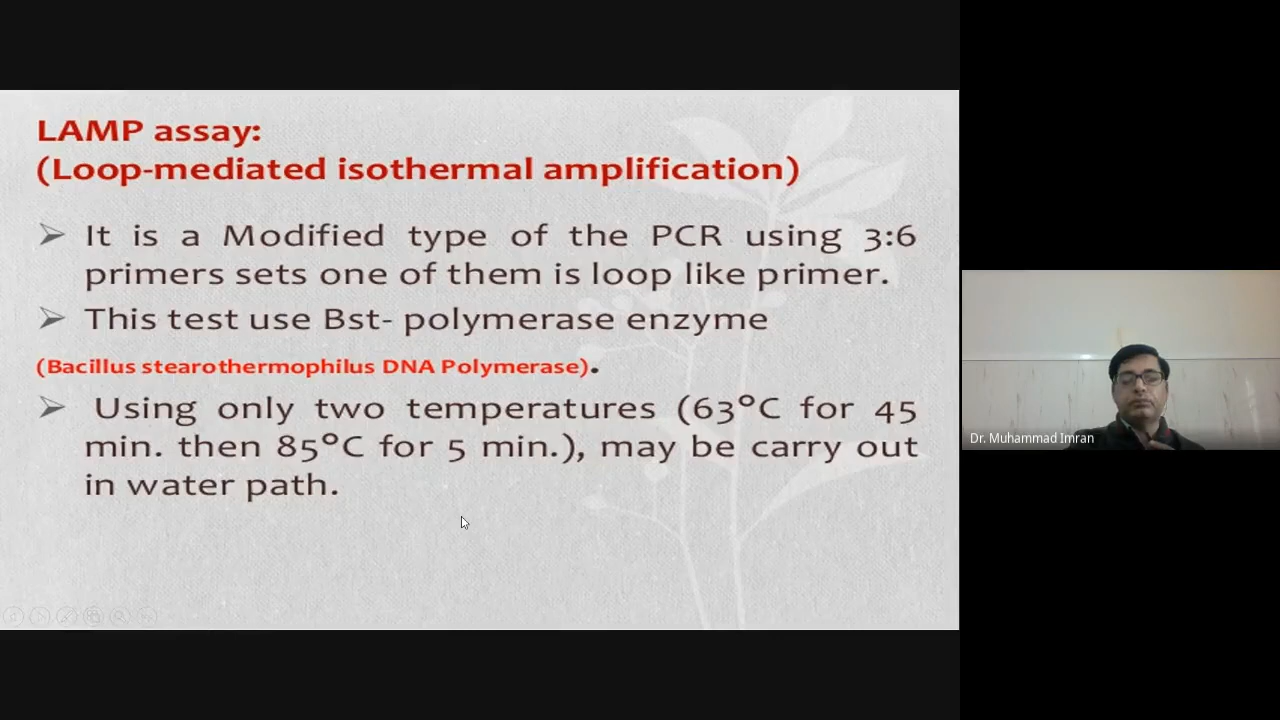 LAMP assay:
(Loop-mediated isothermal amplification)
It is a Modified type of the PCR using 3:6
primers sets one of them is loop like primer.
This test use Bst- polymerase enzyme
(Bacillus stearothermophilus DNA Polymerase).
Using only two temperatures (63°C for 45
min. then 85°C for 5 min.), may be carry out
in water path.
Dr. Muhammad Imran